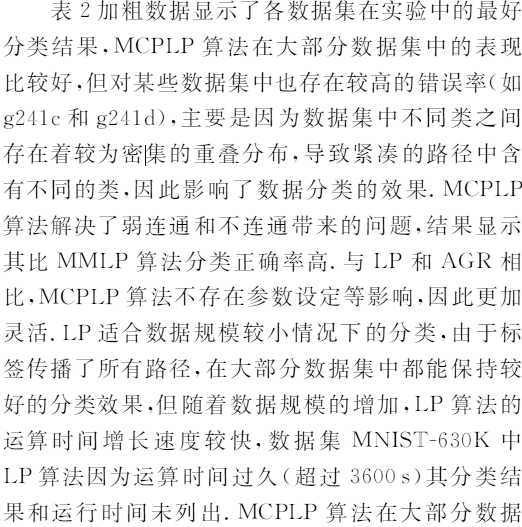 表 2 加粗数据显示了各数据集在实验中的最好
分类结果,MCPLP 算法在大部分数据集中的表现
比较好,但对某些数据集中也存在较高的错误率(如
g241c 和 g241d),主要是因为数据集中不同类之间
存在着较为密集的重叠分布,导致紧凑的路径中含
有不同的类,因此影响了数据分类的效果. MCPLP
算法解决了弱连通和不连通带来的问题,结果显示
其比 MMLP 算法分类正确率高. 与 LP 和 AGR 相
比,MCPLP 算法不存在参数设定等影响,因此更加
灵活. LP 适合数据规模较小情况下的分类,由于标
签传播了所有路径,在大部分数据集中都能保持较
好的分类效果,但随着数据规模的增加,LP 算法的
运算时间增长速度较快,数据集 MNIST-630K 中
LP 算法因为运算时间过久(超过 3600 s)其分类结
果和运行时间未列出. MCPLP 算法在大部分数据